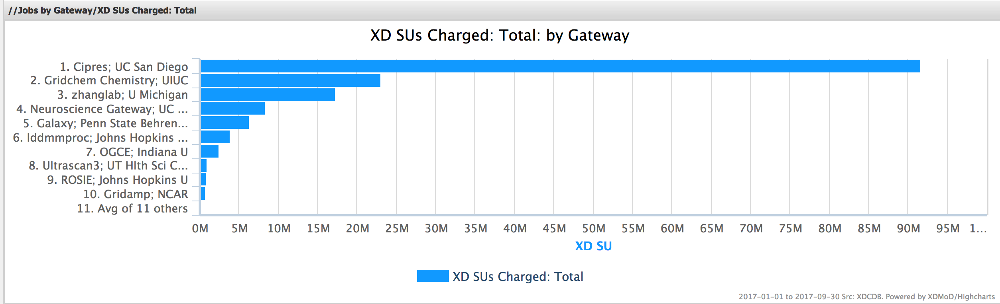 //Jobs by Gateway/XD SUs Charged: Total
XD SUs Charged: Total: by Gateway
1. Cipres; UC San Diego
2. Gridchem Chemistry; UIUC
3. zhanglab; U Michigan
4. Neuroscience Gateway; UC ...
5. Galaxy; Penn State Behren...
6. lddmmproc; Johns Hopkins ...
7. OGCE; Indiana U
8. Ultrascan3; UT Hlth Sci C...
9. ROSIE; Johns Hopkins U
10. Gridamp; NCAR
11. Avg of 11 others
0M 5M 10M 15M 20M 25M 30M 35M 40M 45M 50M 55M 60M 65M 70M 75M 80M 85M 90M 95M 1...
XD SU
XD SUs Charged: Total
2017-01-01 to 2017-09-30 Src: XDCDB. Powered by XDMoD/Highcharts